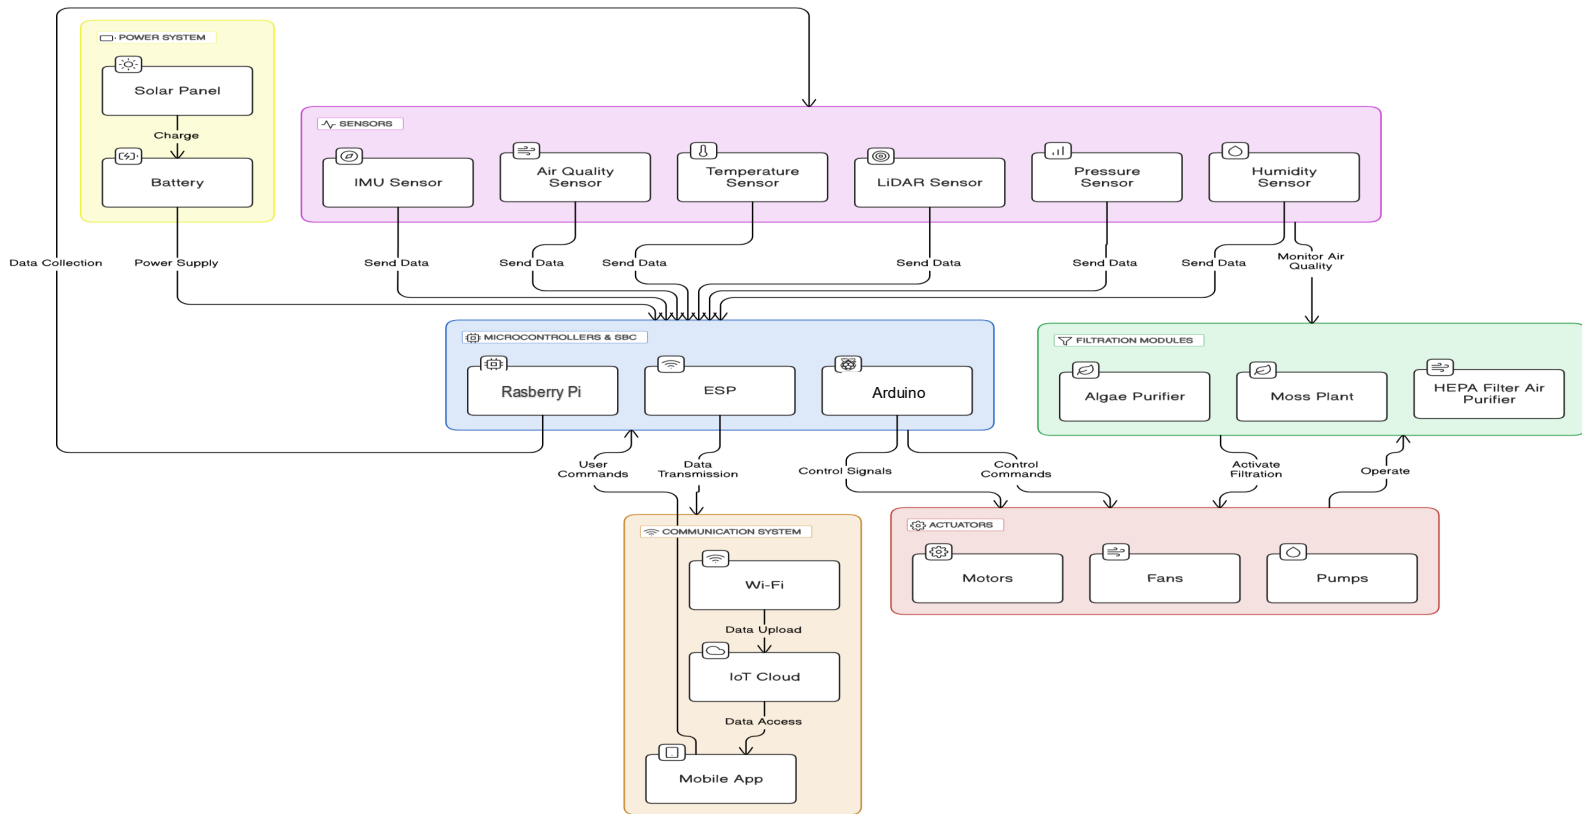 POWER SYSTEM
Solar Panel
Charge
Battery
SENSORS
IMU Sensor
Air Quality
Sensor
Temperature
Sensor
LiDAR Sensor
Pressure
Sensor
Humidity
Sensor
Data Collection
Power Supply
Send Data
Send Data
Send Data
Send Data
Send Data
Send Data
Monitor Air
Quality
MICROCONTROLLERS & SBC
Rasberry Pi
ESP
Arduino
FILTRATION MODULES
Algae Purifier
Moss Plant
HEPA Filter Air
Purifier
User
Commands
Data
Transmission
Control Signals
Control
Commands
Activate
Filtration
Operate
COMMUNICATION SYSTEM
Wi-Fi
Data Upload
IoT Cloud
Data Access
Mobile App
ACTUATORS
Motors
Fans
Pumps